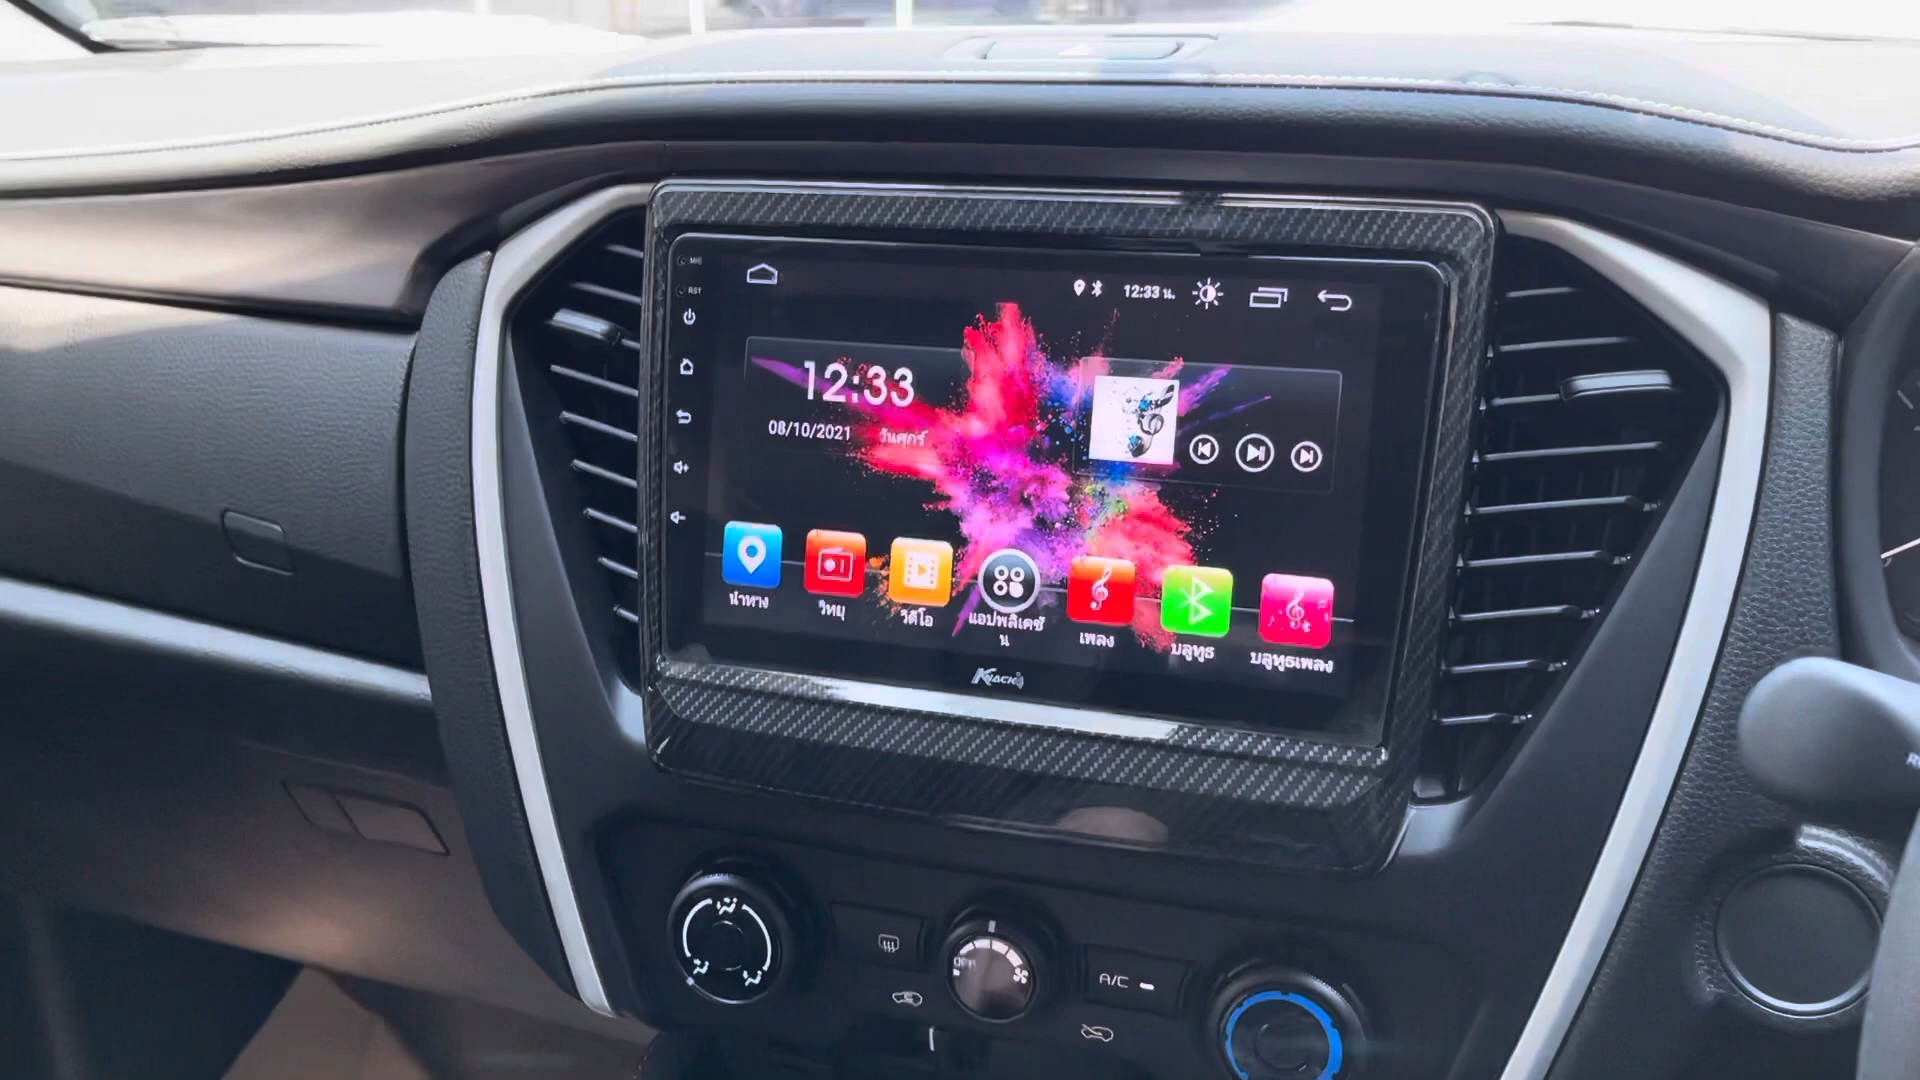 MIC
RST
12:33 น.
12:33
08/10/2021 วันศุกร์
นำทาง
วิทยุ
วิดีโอ
แอปพลิเคชั
น
เพลง
บลูทูธ
บลูทูธเพลง
KNACK
OFF
A/C